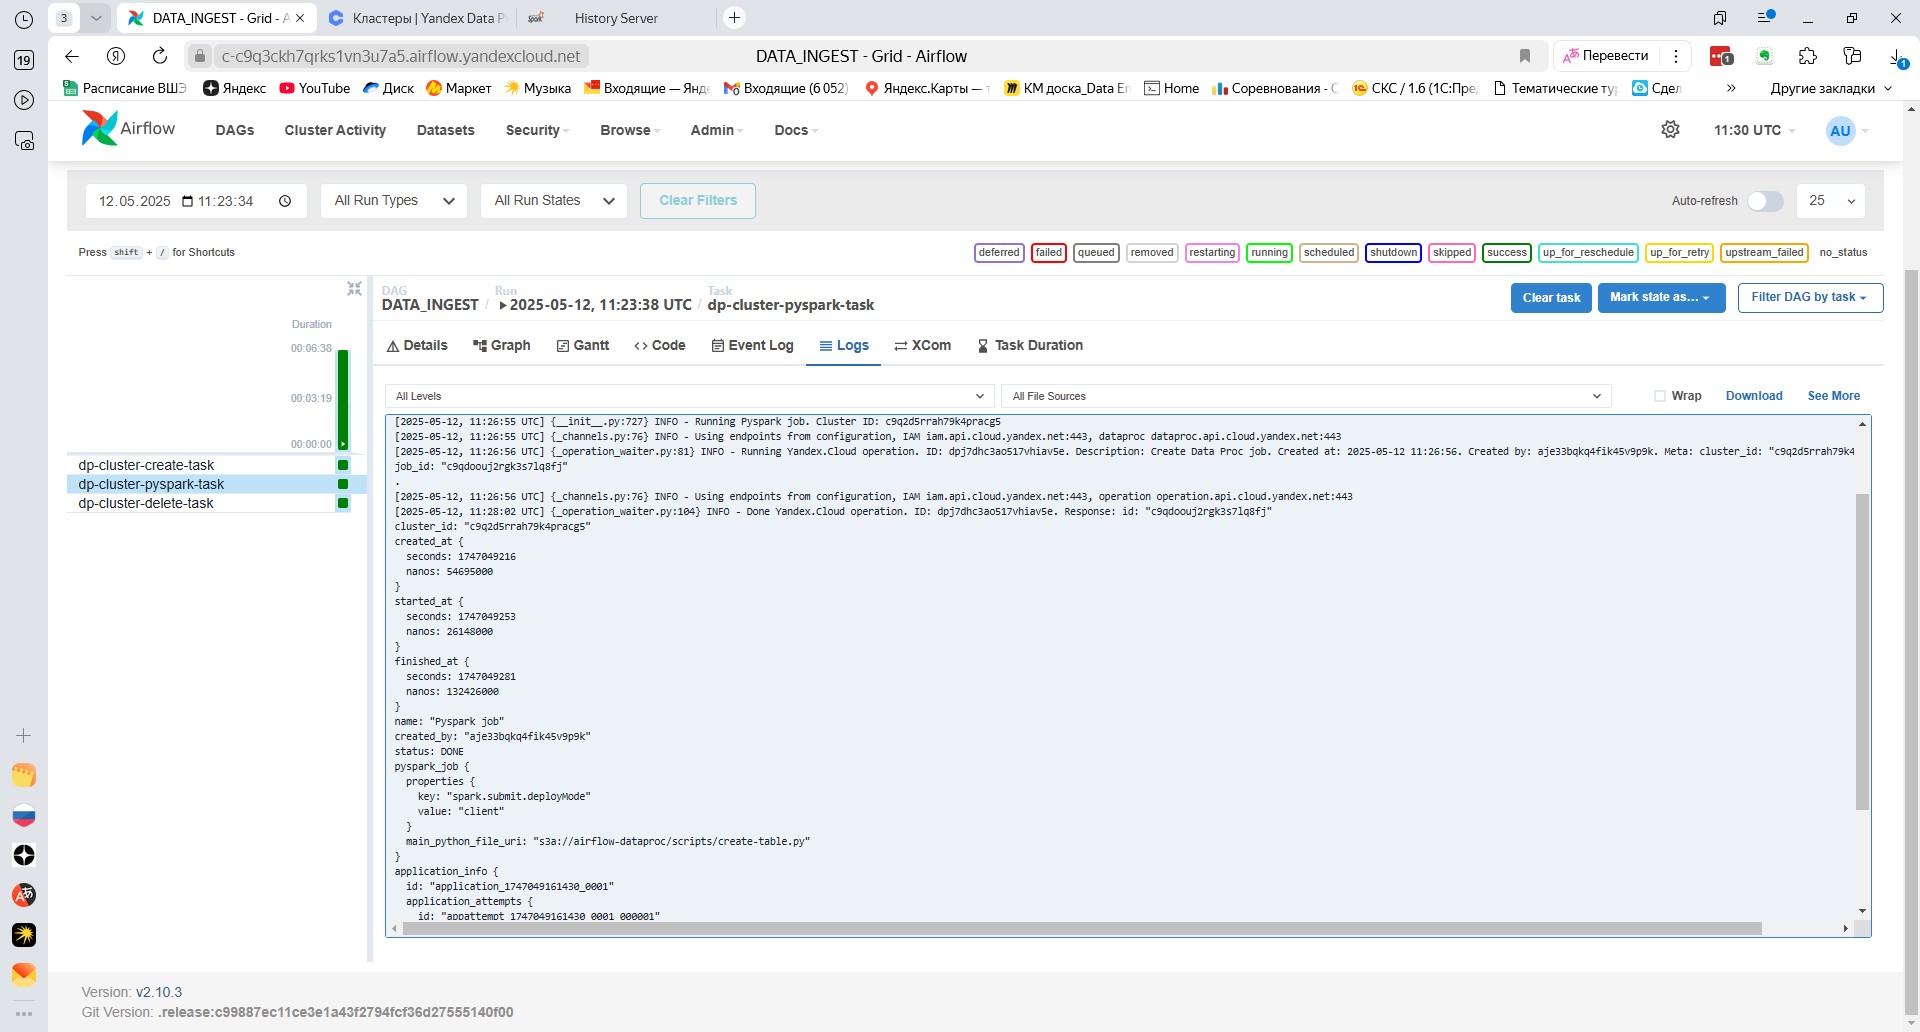 3
DATA_INGEST - Grid - A
Кластеры | Yandex Data P
History Server
19
Я
c-c9q3ckh7qrks1vn3u7a5.airflow.yandexcloud.net
DATA_INGEST - Grid - Airflow
Перевести
1
1
Расписание ВШЭ
Яндекс
YouTube
Диск
Маркет
Музыка
Входящие — Янде
Входящие (6 052)
Яндекс.Карты — т
КМ доска_Data En
Home
Соревнования - С
СКС / 1.6 (1С:Пре
Тематические ту
Сдел
»
Другие закладки
Airflow
DAGs
Cluster Activity
Datasets
Security
Browse
Admin
Docs
11:30 UTC
AU
12.05.2025 11:23:34
All Run Types
All Run States
Clear Filters
Auto-refresh
25
Press shift + / for Shortcuts
deferred
failed
queued
removed
restarting
running
scheduled
shutdown
skipped
success
up_for_reschedule
up_for_retry
upstream_failed
no_status
Duration
00:06:38
00:03:19
00:00:00
dp-cluster-create-task
dp-cluster-pyspark-task
dp-cluster-delete-task
DAG
DATA_INGEST /
Run
2025-05-12, 11:23:38 UTC /
Task
dp-cluster-pyspark-task
Clear task
Mark state as...
Filter DAG by task
Details
Graph
Gantt
Code
Event Log
Logs
XCom
Task Duration
All Levels
All File Sources
Wrap
Download
See More
[2025-05-12, 11:26:55 UTC] {__init__.py:727} INFO - Running Pyspark job. Cluster ID: c9q2d5rrah79k4pracg5
[2025-05-12, 11:26:55 UTC] {_channels.py:76} INFO - Using endpoints from configuration, IAM iam.api.cloud.yandex.net:443, dataproc dataproc.api.cloud.yandex.net:443
[2025-05-12, 11:26:56 UTC] {_operation_waiter.py:81} INFO - Running Yandex.Cloud operation. ID: dpj7dhc3ao517vhiav5e. Description: Create Data Proc job. Created at: 2025-05-12 11:26:56. Created by: aje33bqkq4fik45v9p9k. Meta: cluster_id: "c9q2d5rrah79k4
job_id: "c9qdoouj2rgk3s7lq8fj"
.
[2025-05-12, 11:26:56 UTC] {_channels.py:76} INFO - Using endpoints from configuration, IAM iam.api.cloud.yandex.net:443, operation operation.api.cloud.yandex.net:443
[2025-05-12, 11:28:02 UTC] {_operation_waiter.py:104} INFO - Done Yandex.Cloud operation. ID: dpj7dhc3ao517vhiav5e. Response: id: "c9qdoouj2rgk3s7lq8fj"
cluster_id: "c9q2d5rrah79k4pracg5"
created_at {
seconds: 1747049216
nanos: 54695000
}
started_at {
seconds: 1747049253
nanos: 26148000
}
finished_at {
seconds: 1747049281
nanos: 132426000
}
name: "Pyspark job"
created_by: "aje33bqkq4fik45v9p9k"
status: DONE
pyspark_job {
properties {
key: "spark.submit.deployMode"
value: "client"
}
main_python_file_uri: "s3a://airflow-dataproc/scripts/create-table.py"
}
application_info {
id: "application_1747049161430_0001"
application_attempts {
id: "appattempt_1747049161430_0001_000001"
Version: v2.10.3
Git Version: .release:c99887ec11ce3e1a43f2794fcf36d27555140f00